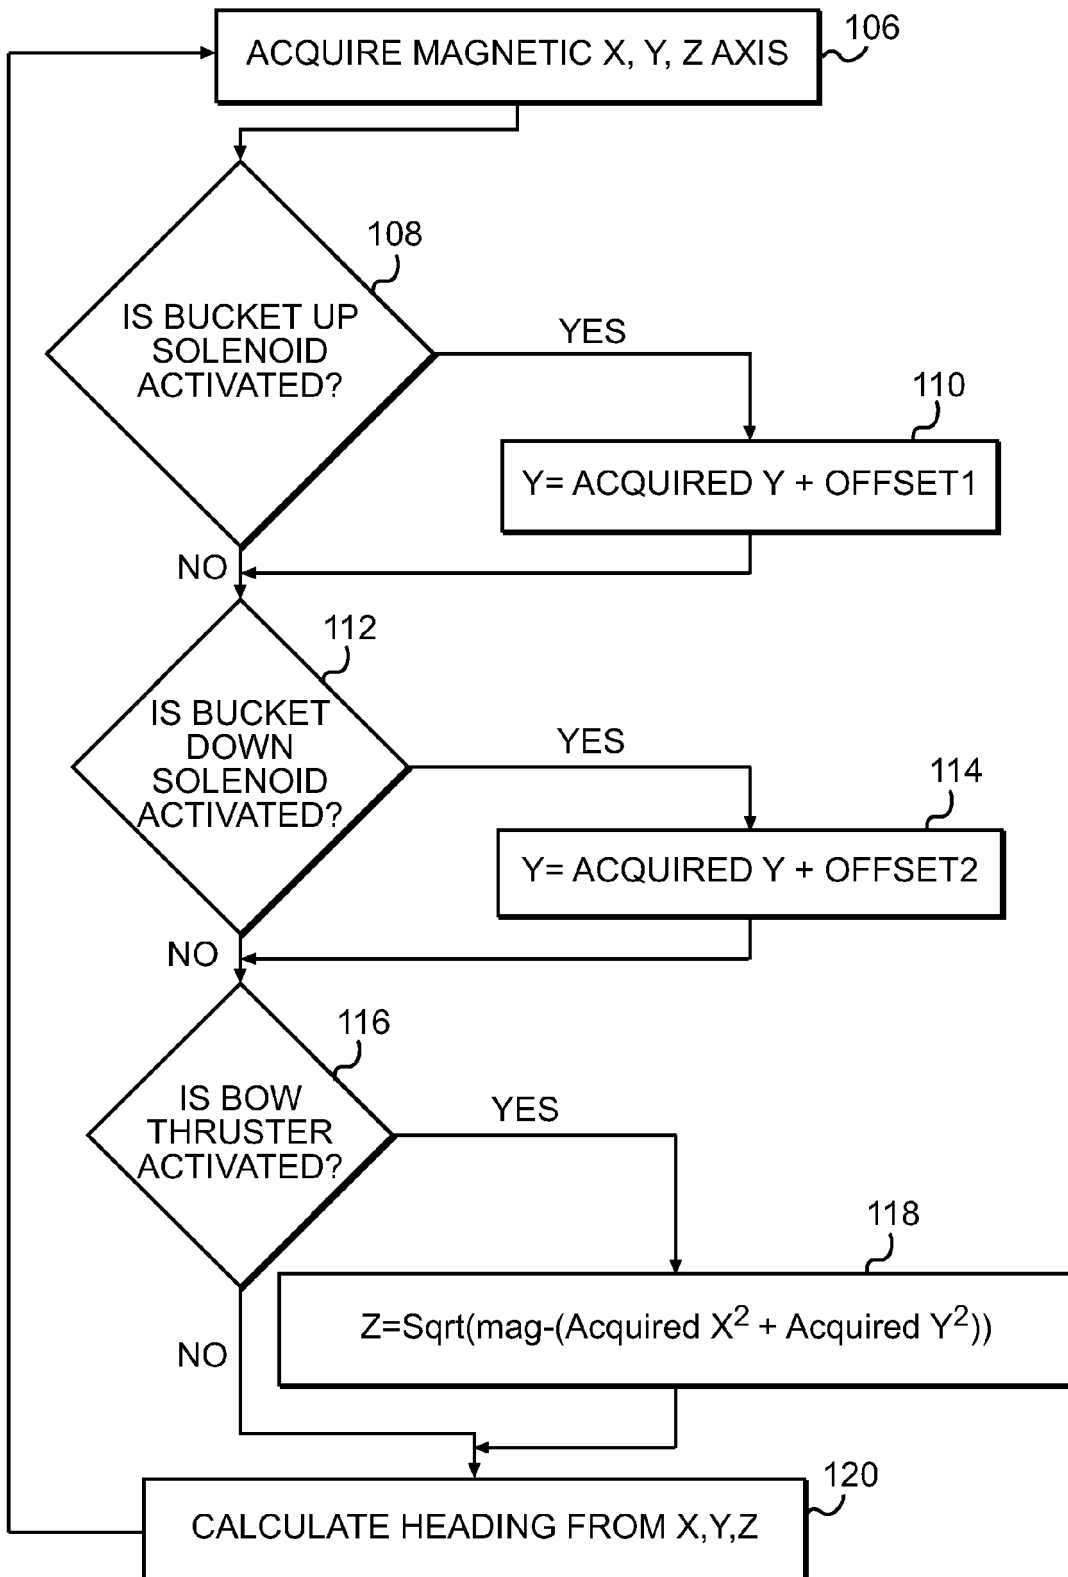 ACQUIRE MAGNETIC X, Y, Z AXIS
106
108
IS BUCKET UP
SOLENOID
ACTIVATED?
YES
110
Y= ACQUIRED Y + OFFSET1
NO
112
IS BUCKET
DOWN
SOLENOID
ACTIVATED?
YES
114
Y= ACQUIRED Y + OFFSET2
NO
116
IS BOW
THRUSTER
ACTIVATED?
YES
118
Z=Sqrt(mag-(Acquired X² + Acquired Y²))
NO
120
CALCULATE HEADING FROM X,Y,Z